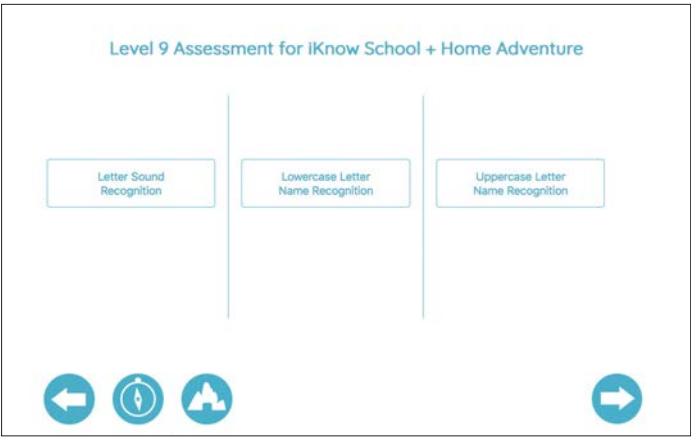 Level 9 Assessment for iKnow School + Home Adventure
Letter Sound
Recognition
Lowercase Letter
Name Recognition
Uppercase Letter
Name Recognition